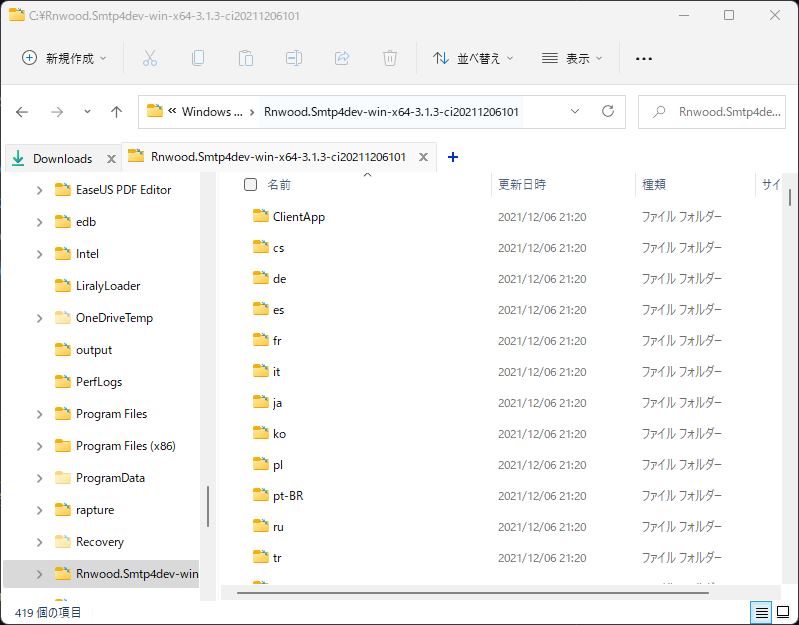 C:¥Rnwood.Smtp4dev-win-x64-3.1.3-ci20211206101
新規作成
並べ替え
表示
« Windows ... > Rnwood.Smtp4dev-win-x64-3.1.3-ci20211206101
Rnwood.Smtp4de...
Downloads
Rnwood.Smtp4dev-win-x64-3.1.3-ci20211206101
EaseUS PDF Editor
edb
Intel
LiralyLoader
OneDriveTemp
output
PerfLogs
Program Files
Program Files (x86)
ProgramData
rapture
Recovery
Rnwood.Smtp4dev-win
名前 更新日時 種類 サイ
ClientApp 2021/12/06 21:20 ファイル フォルダー
cs 2021/12/06 21:20 ファイル フォルダー
de 2021/12/06 21:20 ファイル フォルダー
es 2021/12/06 21:20 ファイル フォルダー
fr 2021/12/06 21:20 ファイル フォルダー
it 2021/12/06 21:20 ファイル フォルダー
ja 2021/12/06 21:20 ファイル フォルダー
ko 2021/12/06 21:20 ファイル フォルダー
pl 2021/12/06 21:20 ファイル フォルダー
pt-BR 2021/12/06 21:20 ファイル フォルダー
ru 2021/12/06 21:20 ファイル フォルダー
tr 2021/12/06 21:20 ファイル フォルダー
419 個の項目